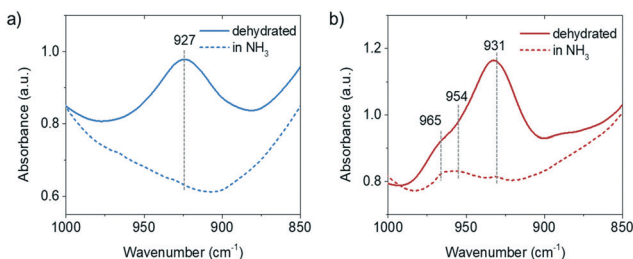 a)
927
dehydrated
in NH₃
Absorbance (a.u.)
1.0
0.8
0.6
1000
950
900
850
Wavenumber (cm⁻¹)
b)
931
dehydrated
in NH₃
954
965
Absorbance (a.u.)
1.2
1.0
0.8
1000
950
900
850
Wavenumber (cm⁻¹)